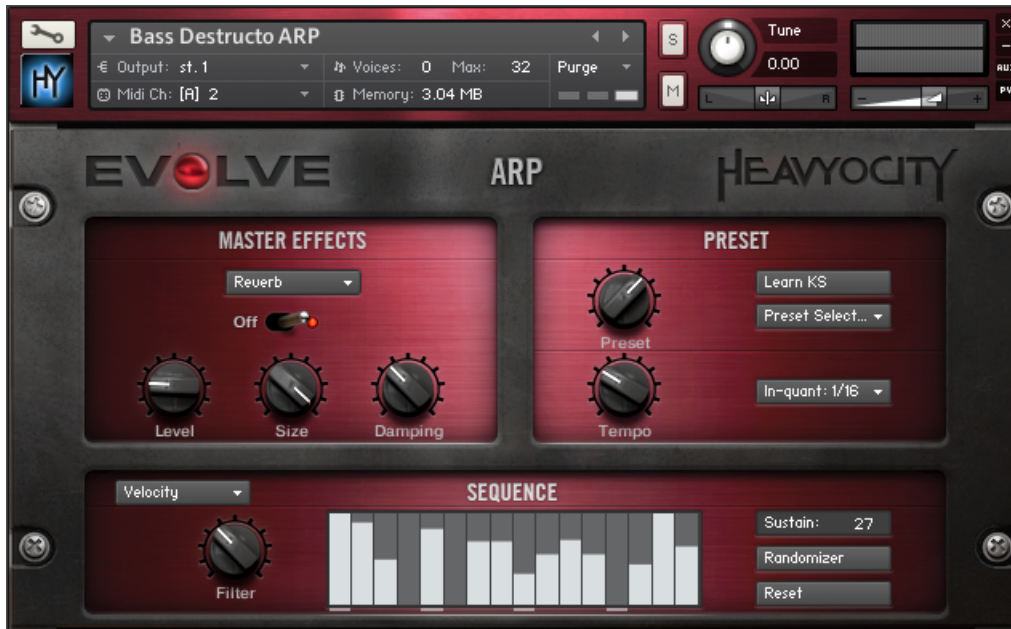 Bass Destructo ARP
S
Tune
0.00
×
–
AUX
PV
HY
Output: st.1
Voices: 0 Max: 32
Purge
Midi Ch: [A] 2
Memory: 3.04 MB
M
L
R
– +
EVOLVE
ARP
HEAVYOCITY
MASTER EFFECTS
Reverb
Off
Level
Size
Damping
PRESET
Learn KS
Preset Select...
Preset
In-quant: 1/16
Tempo
Velocity
SEQUENCE
Filter
Sustain: 27
Randomizer
Reset